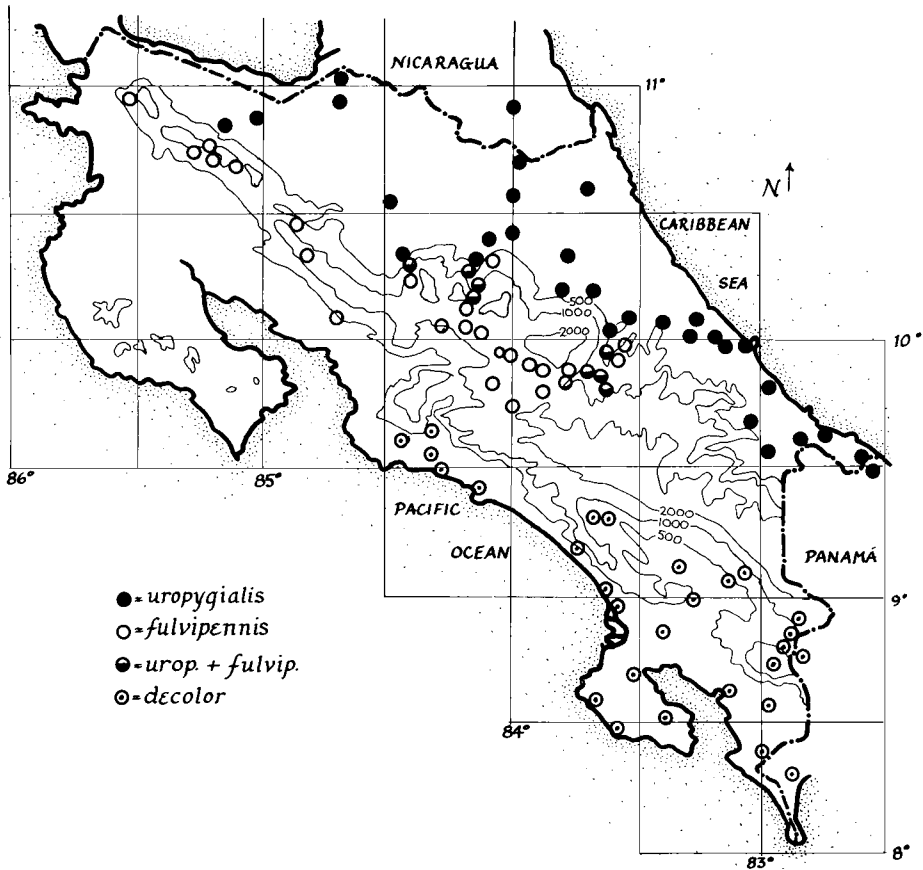 NICARAGUA
11°
N
CARIBBEAN
SEA
500
1000
2000
10°
86°
85°
PACIFIC
OCEAN
2000
1000
500
PANAMÁ
9°
= uropygialis
= fulvipennis
= urop. + fulvip.
= decolor
84°
83°
8°